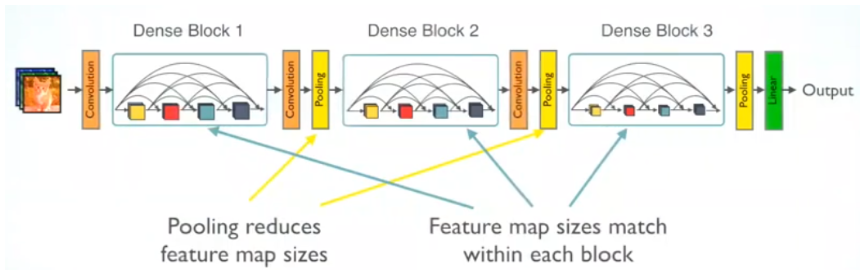 Dense Block 1
Dense Block 2
Dense Block 3
Convolution
Convolution
Pooling
Convolution
Pooling
Pooling
Linear
Output
Pooling reduces
feature map sizes
Feature map sizes match
within each block